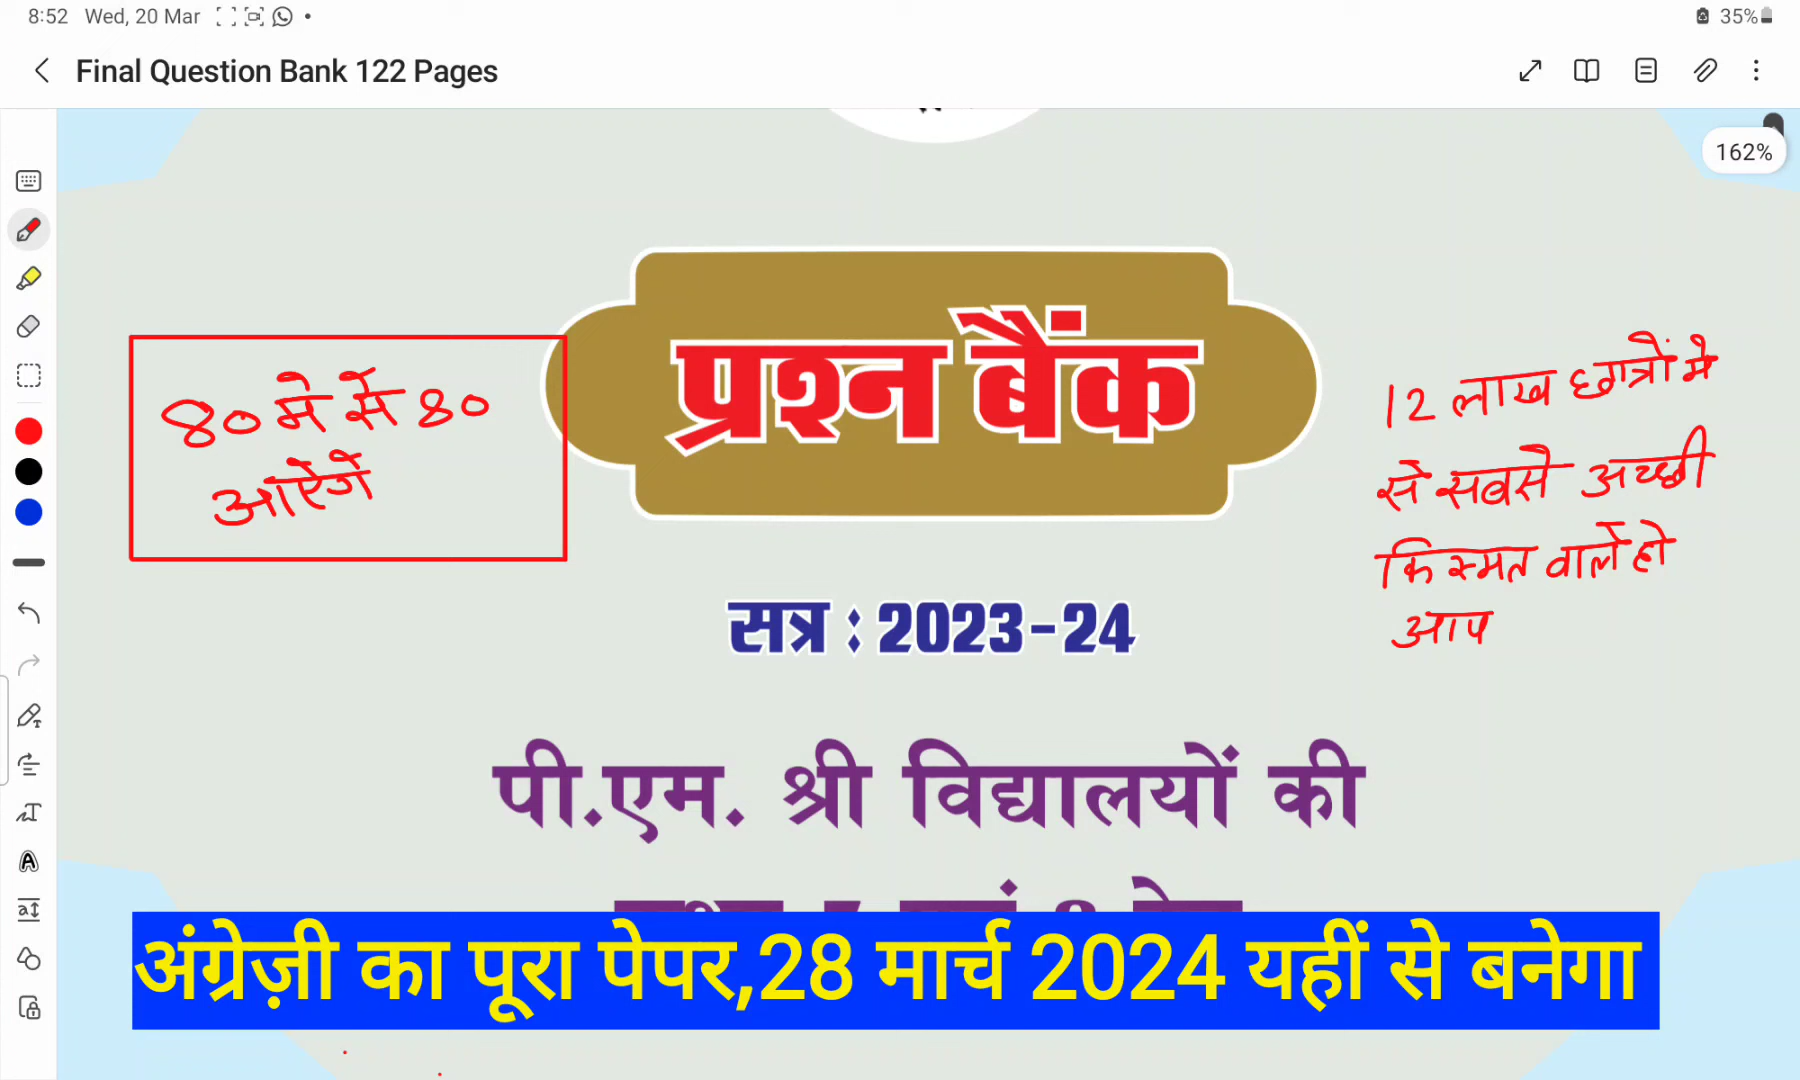 8:52 Wed, 20 Mar
35%
Final Question Bank 122 Pages
162%
प्रश्न बैंक
80 में से 80
आऐंगें
12 लाख छात्रों मे
से सबसे अच्छी
किस्मत वाले हो
आप
सत्र : 2023-24
पी.एम. श्री विद्यालयों की
अंग्रेज़ी का पूरा पेपर,28 मार्च 2024 यहीं से बनेगा